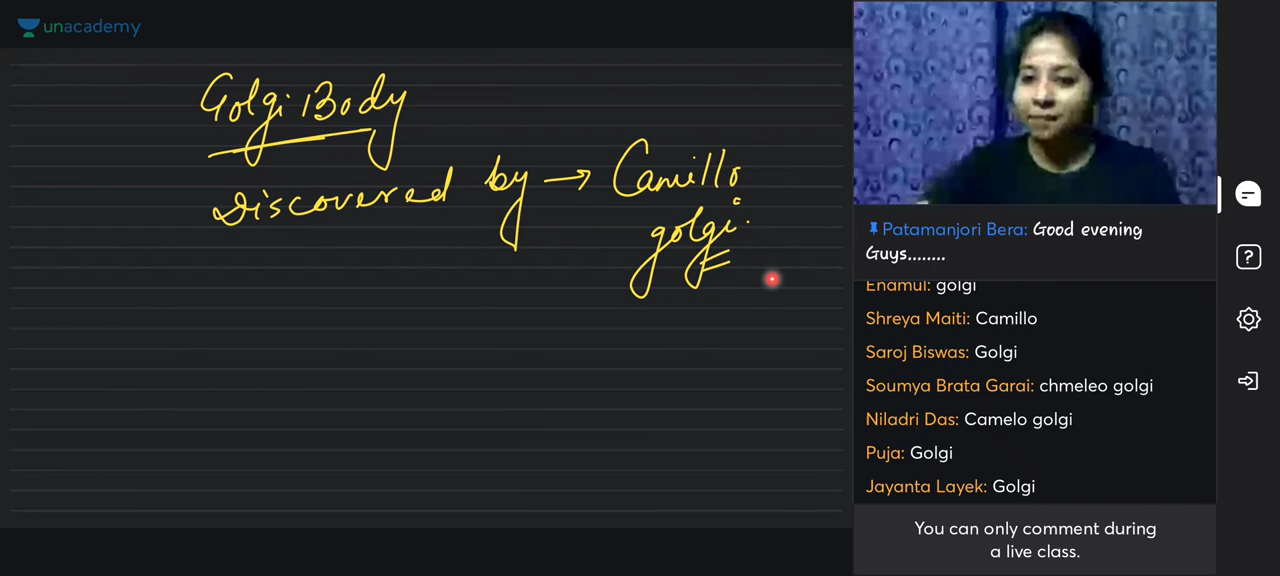 unacademy
Golgi Body
Discovered by → Camillo
golgi.
Patamanjori Bera: Good evening
Guys........
Enamul: golgi
Shreya Maiti: Camillo
Saroj Biswas: Golgi
Soumya Brata Garai: chmeleo golgi
Niladri Das: Camelo golgi
Puja: Golgi
Jayanta Layek: Golgi
You can only comment during
a live class.